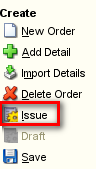 Create
New Order
Add Detail
Import Details
Delete Order
Issue
Draft
Save